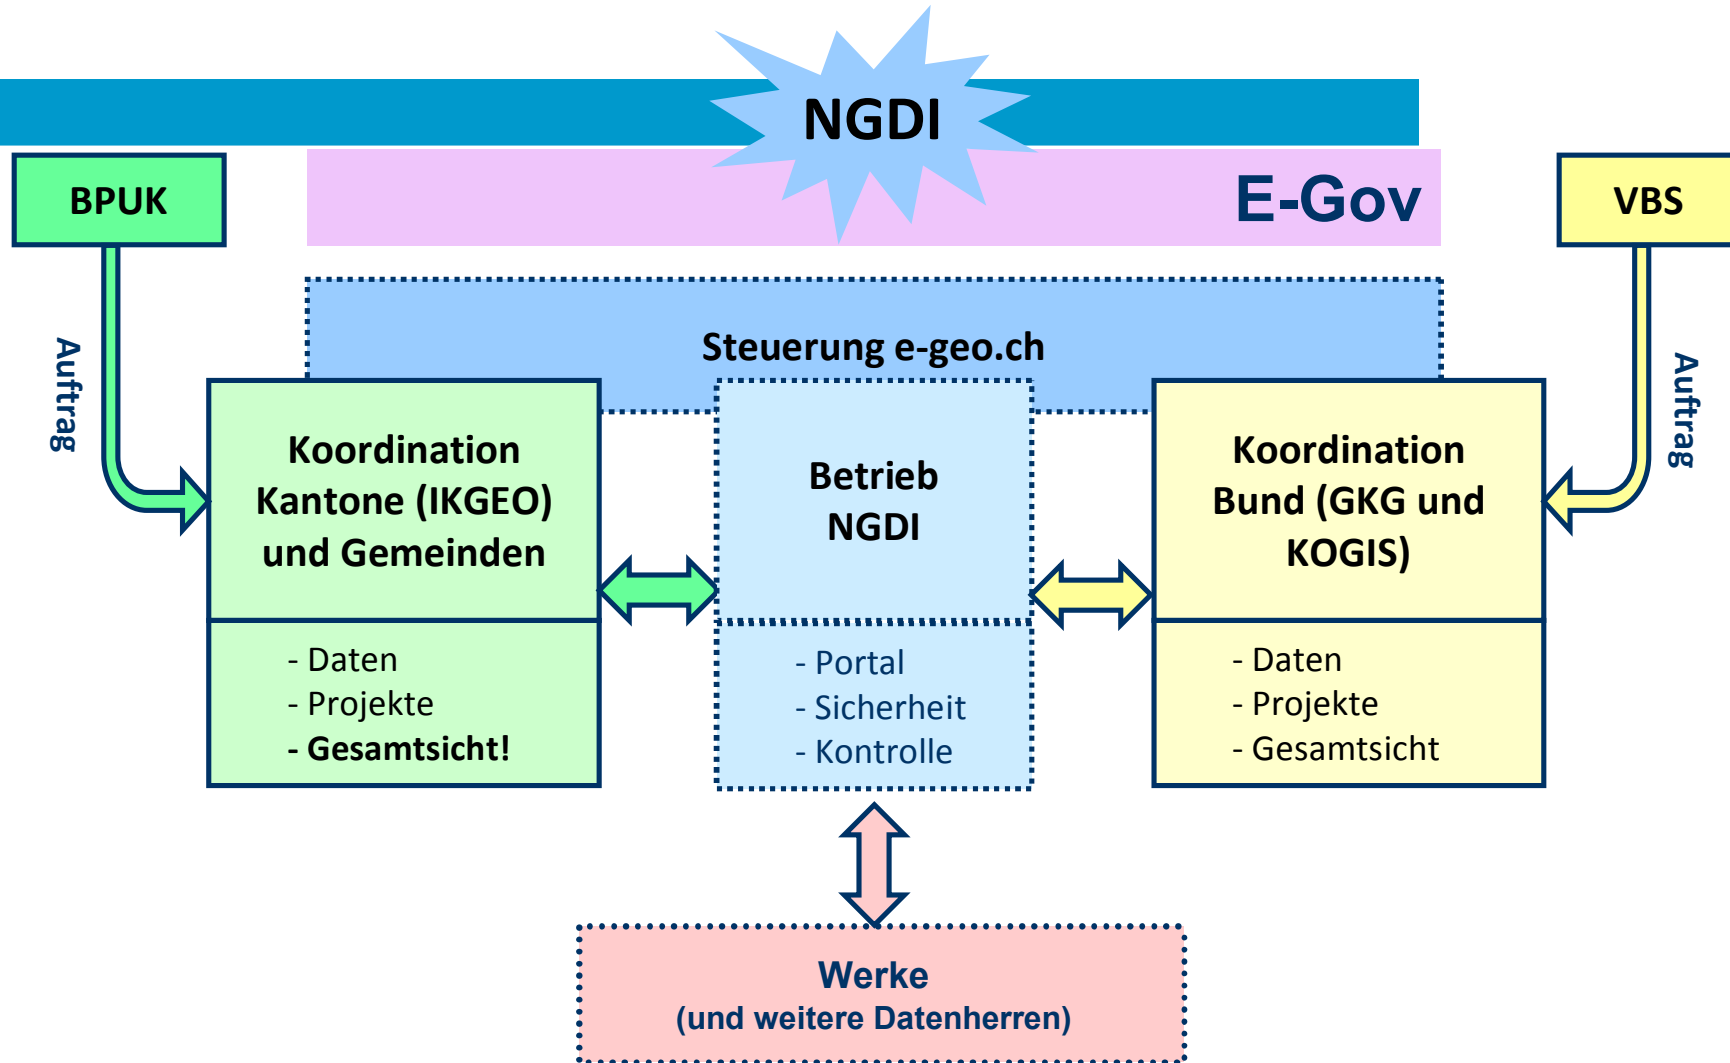 NGDI
BPUK
E-Gov
VBS
Steuerung e-geo.ch
Auftrag
Auftrag
Koordination
Kantone (IKGEO)
und Gemeinden
Betrieb
NGDI
Koordination
Bund (GKG und
KOGIS)
- Daten
- Projekte
- Gesamtsicht!
- Portal
- Sicherheit
- Kontrolle
- Daten
- Projekte
- Gesamtsicht
Werke
(und weitere Datenherren)